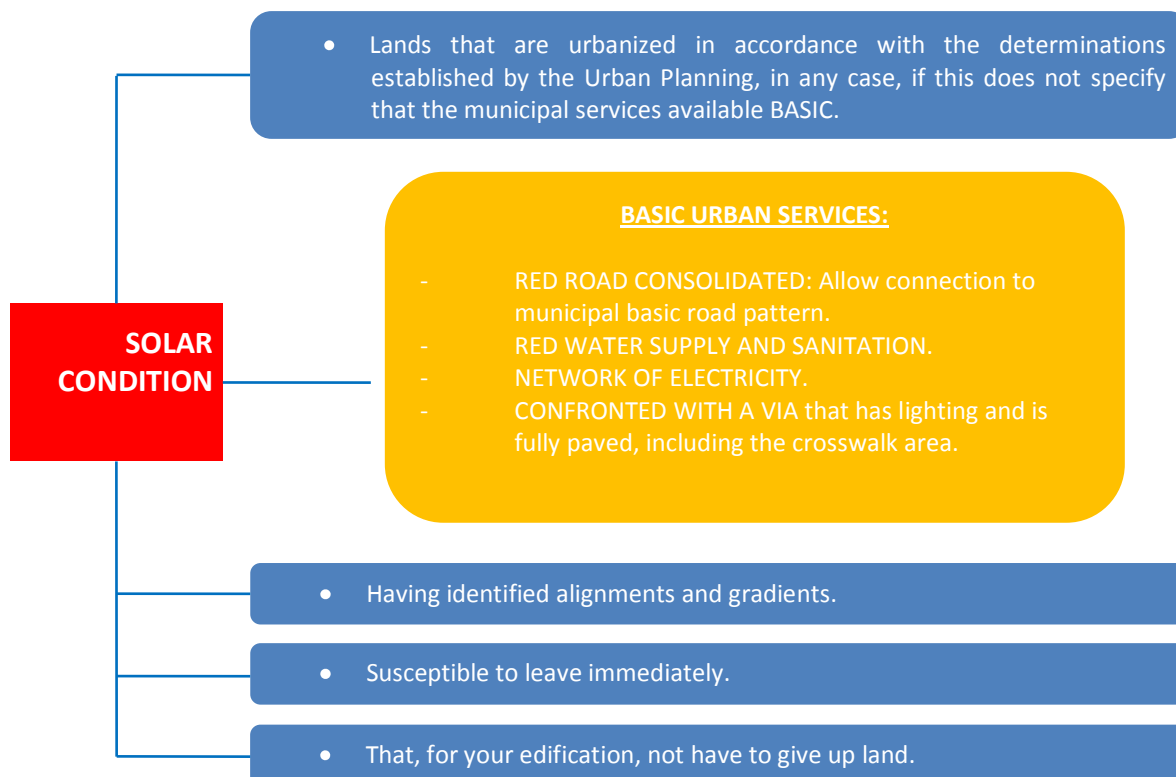 • Lands that are urbanized in accordance with the determinations
established by the Urban Planning, in any case, if this does not specify
that the municipal services available BASIC.
BASIC URBAN SERVICES:
- RED ROAD CONSOLIDATED: Allow connection to
municipal basic road pattern.
- RED WATER SUPPLY AND SANITATION.
- NETWORK OF ELECTRICITY.
- CONFRONTED WITH A VIA that has lighting and is
fully paved, including the crosswalk area.
SOLAR
CONDITION
• Having identified alignments and gradients.
• Susceptible to leave immediately.
• That, for your edification, not have to give up land.